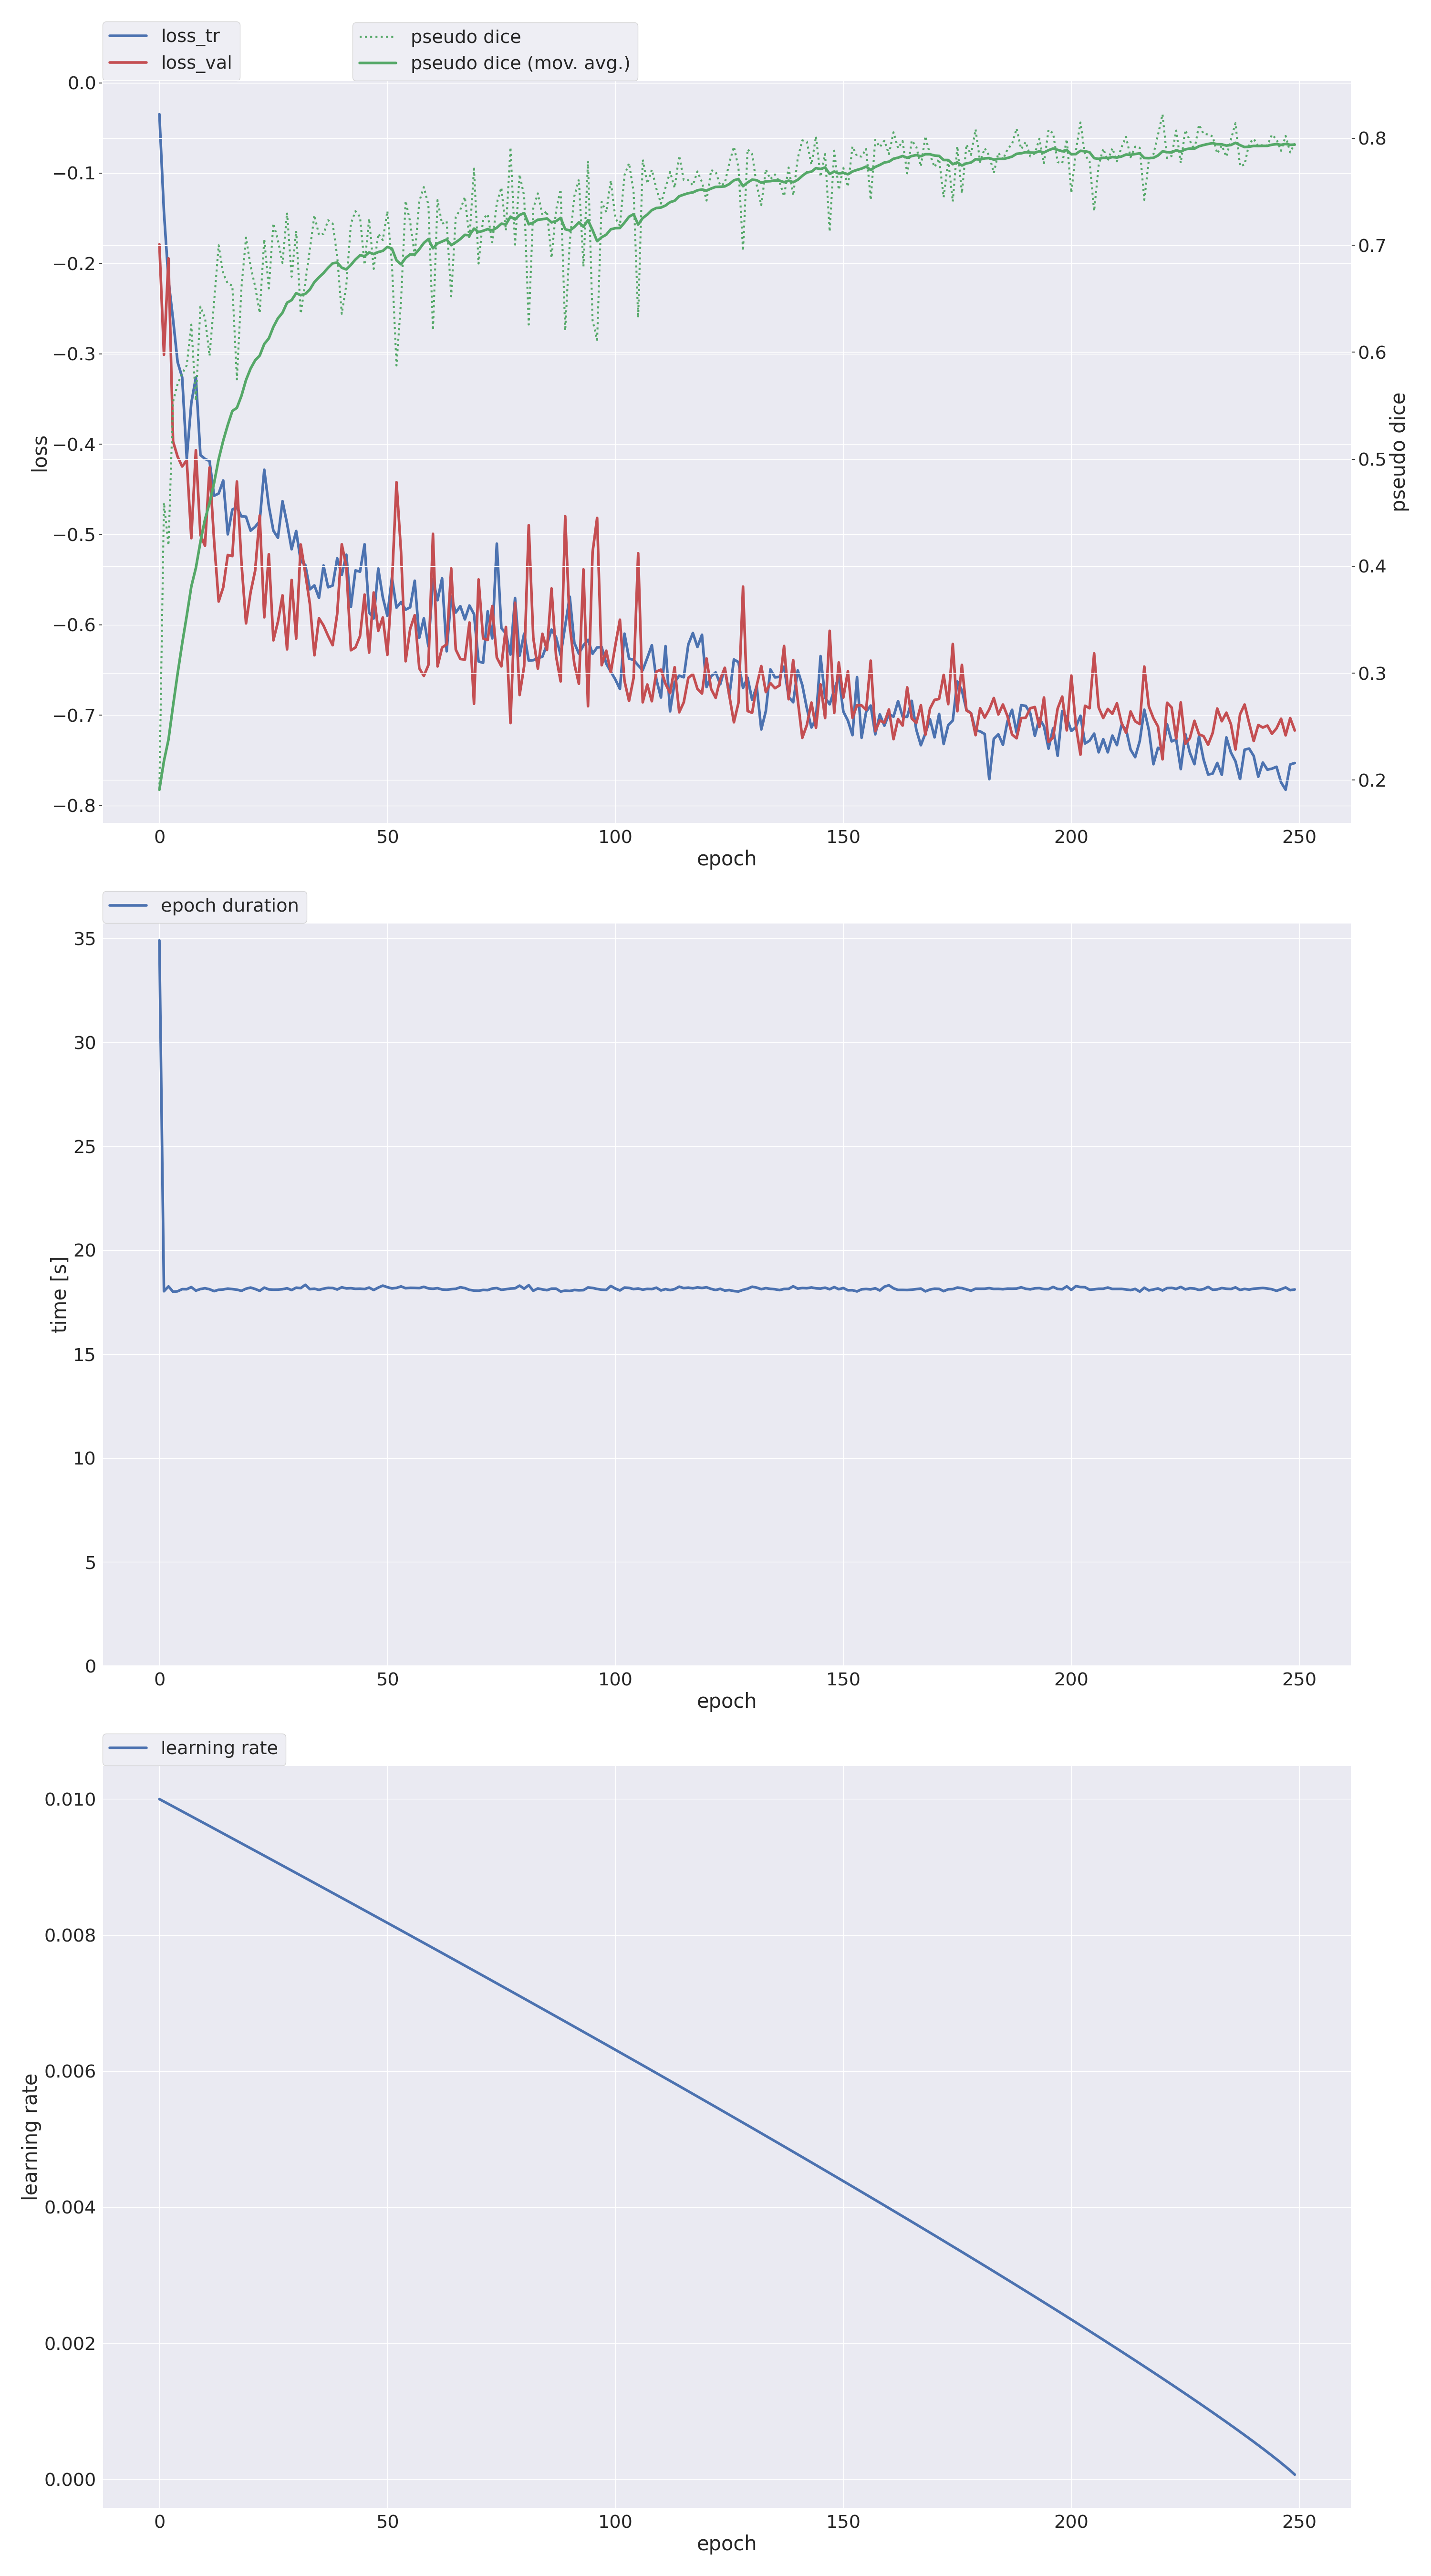 loss_tr
loss_val
pseudo dice
pseudo dice (mov. avg.)
0.0
−0.1
−0.2
−0.3
−0.4
−0.5
−0.6
−0.7
−0.8
loss
0.8
0.7
0.6
0.5
0.4
0.3
0.2
pseudo dice
0 50 100 150 200 250
epoch
epoch duration
35
30
25
20
15
10
5
0
time [s]
0 50 100 150 200 250
epoch
learning rate
0.010
0.008
0.006
0.004
0.002
0.000
learning rate
0 50 100 150 200 250
epoch